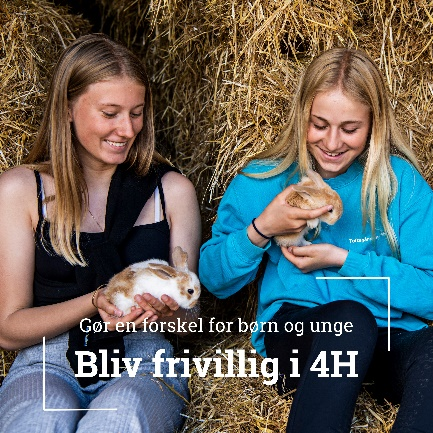 Gør en forskel for børn og unge
Bliv frivillig i 4H